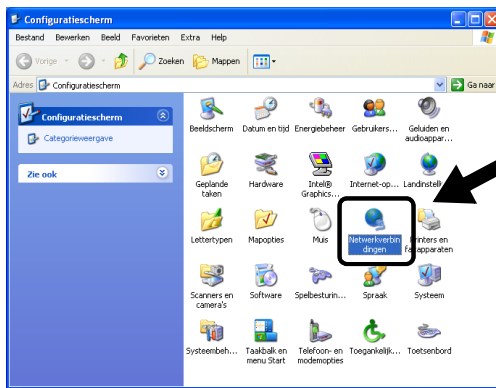 Configuratiescherm
Bestand Bewerken Beeld Favorieten Extra Help
Vorige Zoeken Mappen
Adres Configuratiescherm Ga naar
Configuratiescherm
Categorieweergave
Zie ook
Beeldscherm Datum en tijd Energiebeheer Gebruikers... Geluiden en
audioappar...
Geplande Hardware Intel® Internet-op...
taken Graphics...
Lettertypen Mapopties Muis Netwerkverbin Printers en
dingen faxapparaten
Scanners en Software Spelbesturin... Spraak Systeem
camera's
Systeembeh... Taakbalk en Telefoon- en Toegankelijk... Toetsenbord
menu Start modemopties